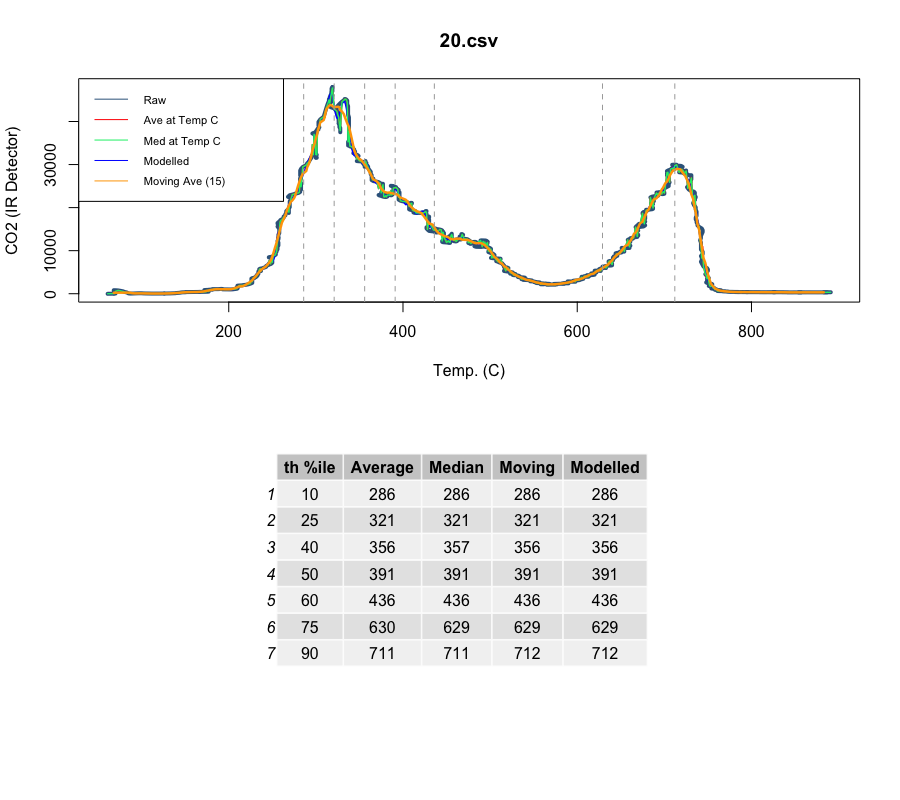 20.csv
Raw
Ave at Temp C
Med at Temp C
Modelled
Moving Ave (15)
CO2 (IR Detector)
30000
10000
0
200 400 600 800
Temp. (C)
th %ile Average Median Moving Modelled
1 10 286 286 286 286
2 25 321 321 321 321
3 40 356 357 356 356
4 50 391 391 391 391
5 60 436 436 436 436
6 75 630 629 629 629
7 90 711 711 712 712